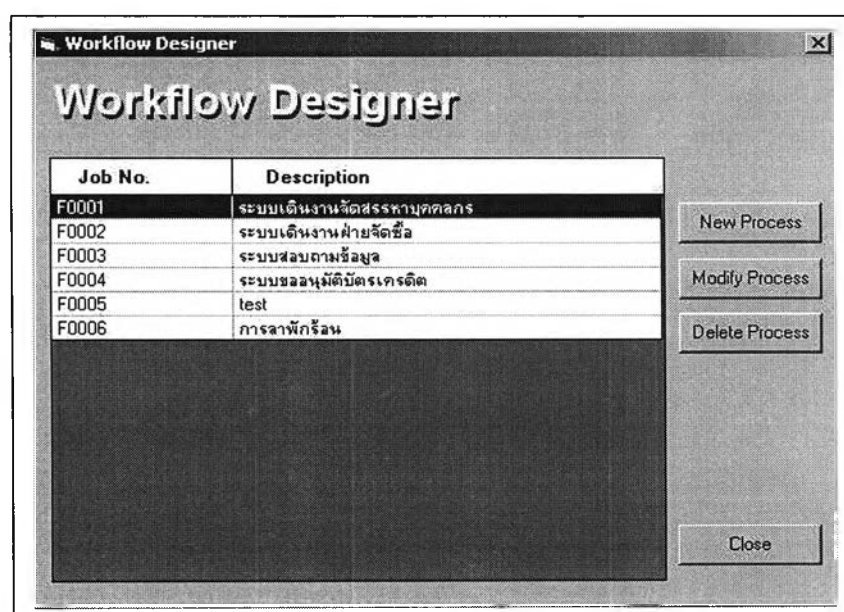 Workflow Designer
Workflow Designer
Job No. Description
F0001 ระบบเดินงานจัดสรรหาบุคคลากร
F0002 ระบบเดินงานฝ่ายจัดซื้อ
F0003 ระบบสอบถามข้อมูล
F0004 ระบบขออนุมัติบัตรเครดิต
F0005 test
F0006 การลาพักร้อน
New Process
Modify Process
Delete Process
Close